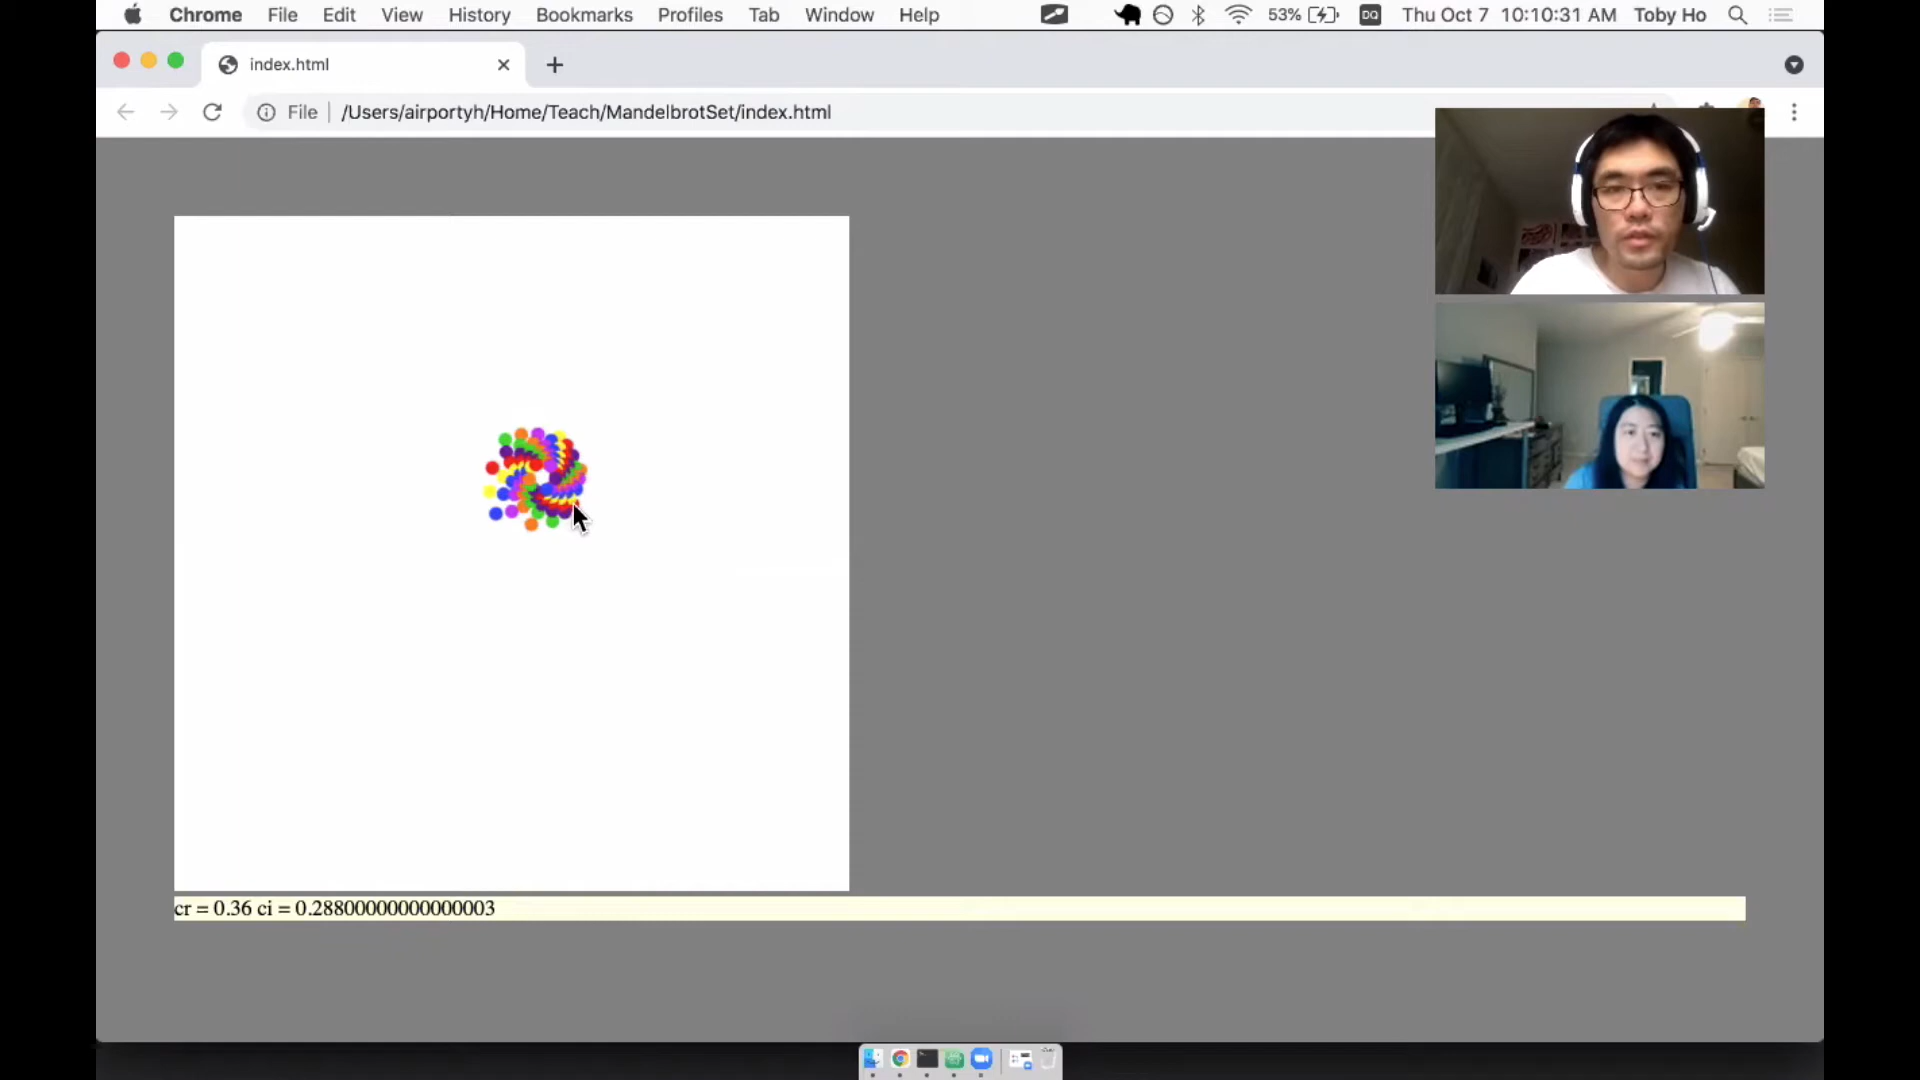 Chrome File Edit View History Bookmarks Profiles Tab Window Help 53% DQ Thu Oct 7 10:10:31 AM Toby Ho
index.html
File /Users/airportyh/Home/Teach/MandelbrotSet/index.html
cr = 0.36 ci = 0.28800000000000003